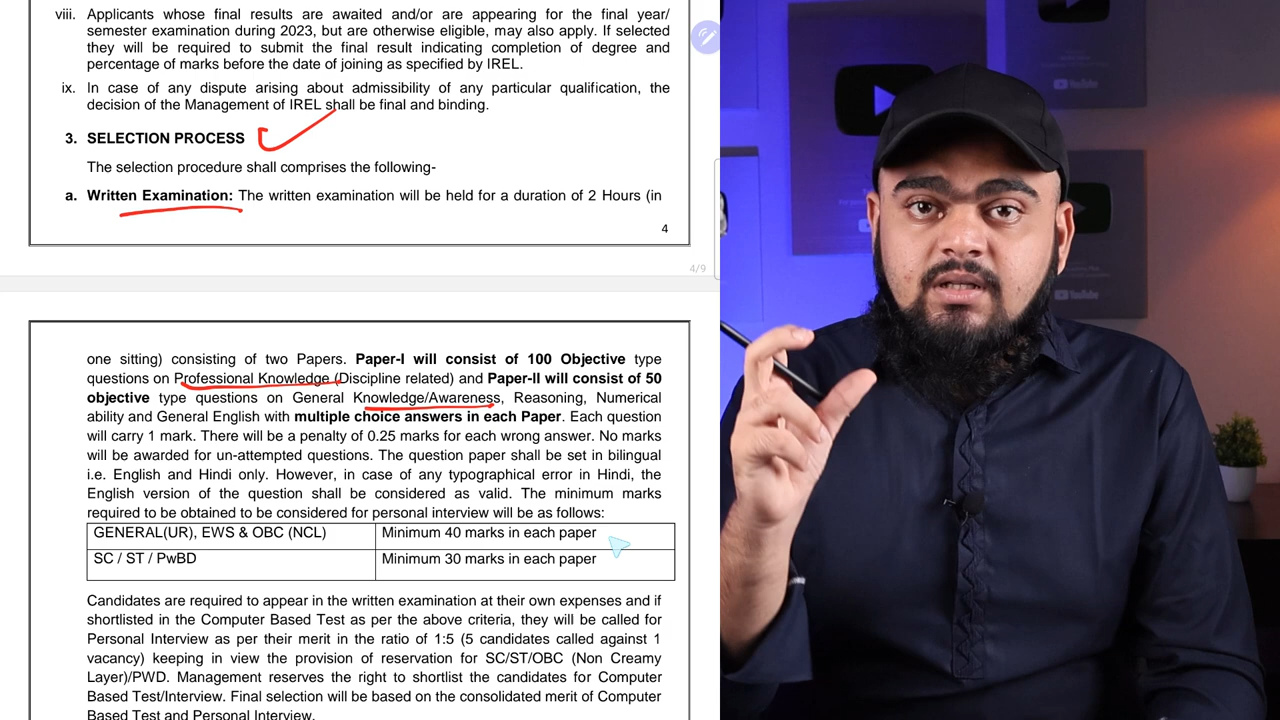 viii. Applicants whose final results are awaited and/or are appearing for the final year/
semester examination during 2023, but are otherwise eligible, may also apply. If selected
they will be required to submit the final result indicating completion of degree and
percentage of marks before the date of joining as specified by IREL.
ix. In case of any dispute arising about admissibility of any particular qualification, the
decision of the Management of IREL shall be final and binding.
3. SELECTION PROCESS
The selection procedure shall comprises the following-
a. Written Examination: The written examination will be held for a duration of 2 Hours (in
4
4/9
one sitting) consisting of two Papers. Paper-I will consist of 100 Objective type
questions on Professional Knowledge (Discipline related) and Paper-II will consist of 50
objective type questions on General Knowledge/Awareness, Reasoning, Numerical
ability and General English with multiple choice answers in each Paper. Each question
will carry 1 mark. There will be a penalty of 0.25 marks for each wrong answer. No marks
will be awarded for un-attempted questions. The question paper shall be set in bilingual
i.e. English and Hindi only. However, in case of any typographical error in Hindi, the
English version of the question shall be considered as valid. The minimum marks
required to be obtained to be considered for personal interview will be as follows:
GENERAL(UR), EWS & OBC (NCL) Minimum 40 marks in each paper
SC / ST / PwBD Minimum 30 marks in each paper
Candidates are required to appear in the written examination at their own expenses and if
shortlisted in the Computer Based Test as per the above criteria, they will be called for
Personal Interview as per their merit in the ratio of 1:5 (5 candidates called against 1
vacancy) keeping in view the provision of reservation for SC/ST/OBC (Non Creamy
Layer)/PWD. Management reserves the right to shortlist the candidates for Computer
Based Test/Interview. Final selection will be based on the consolidated merit of Computer
Based Test and Personal Interview.
YouTube
YouTube